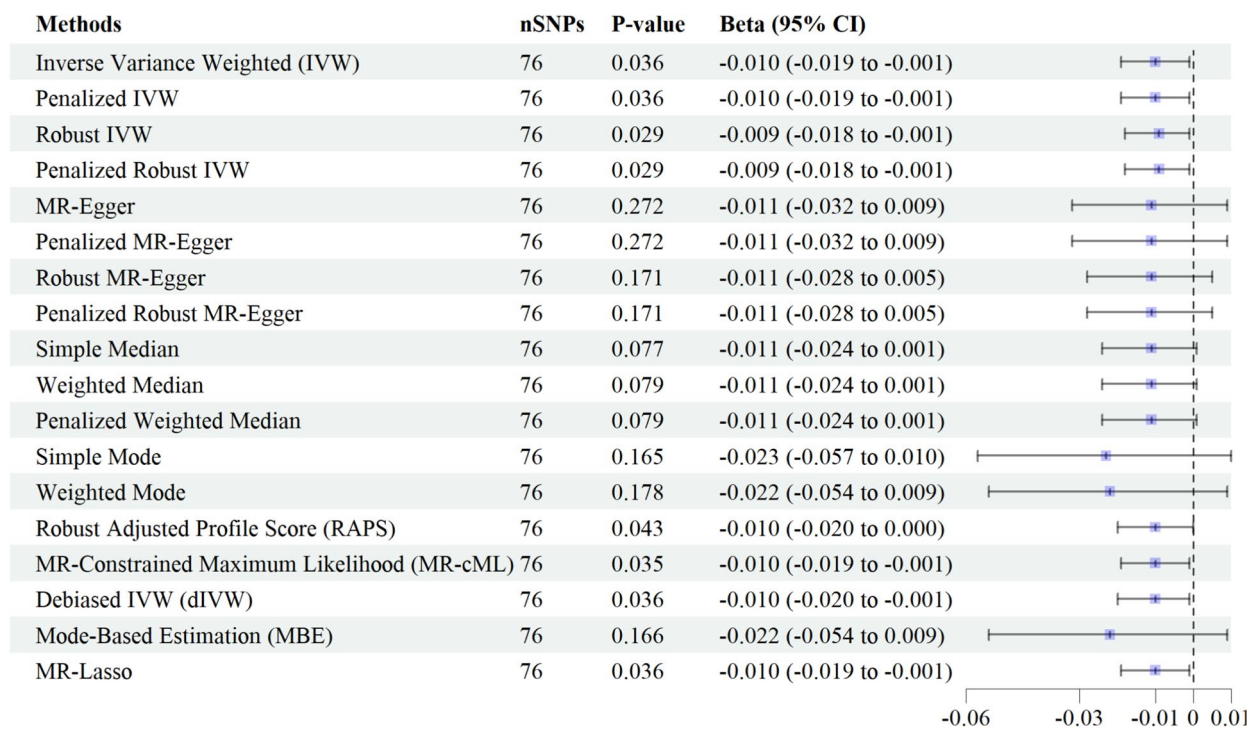 Methods nSNPs P-value Beta (95% CI)
Inverse Variance Weighted (IVW) 76 0.036 -0.010 (-0.019 to -0.001)
Penalized IVW 76 0.036 -0.010 (-0.019 to -0.001)
Robust IVW 76 0.029 -0.009 (-0.018 to -0.001)
Penalized Robust IVW 76 0.029 -0.009 (-0.018 to -0.001)
MR-Egger 76 0.272 -0.011 (-0.032 to 0.009)
Penalized MR-Egger 76 0.272 -0.011 (-0.032 to 0.009)
Robust MR-Egger 76 0.171 -0.011 (-0.028 to 0.005)
Penalized Robust MR-Egger 76 0.171 -0.011 (-0.028 to 0.005)
Simple Median 76 0.077 -0.011 (-0.024 to 0.001)
Weighted Median 76 0.079 -0.011 (-0.024 to 0.001)
Penalized Weighted Median 76 0.079 -0.011 (-0.024 to 0.001)
Simple Mode 76 0.165 -0.023 (-0.057 to 0.010)
Weighted Mode 76 0.178 -0.022 (-0.054 to 0.009)
Robust Adjusted Profile Score (RAPS) 76 0.043 -0.010 (-0.020 to 0.000)
MR-Constrained Maximum Likelihood (MR-cML) 76 0.035 -0.010 (-0.019 to -0.001)
Debiased IVW (dIVW) 76 0.036 -0.010 (-0.020 to -0.001)
Mode-Based Estimation (MBE) 76 0.166 -0.022 (-0.054 to 0.009)
MR-Lasso 76 0.036 -0.010 (-0.019 to -0.001)
-0.06 -0.03 -0.01 0 0.01